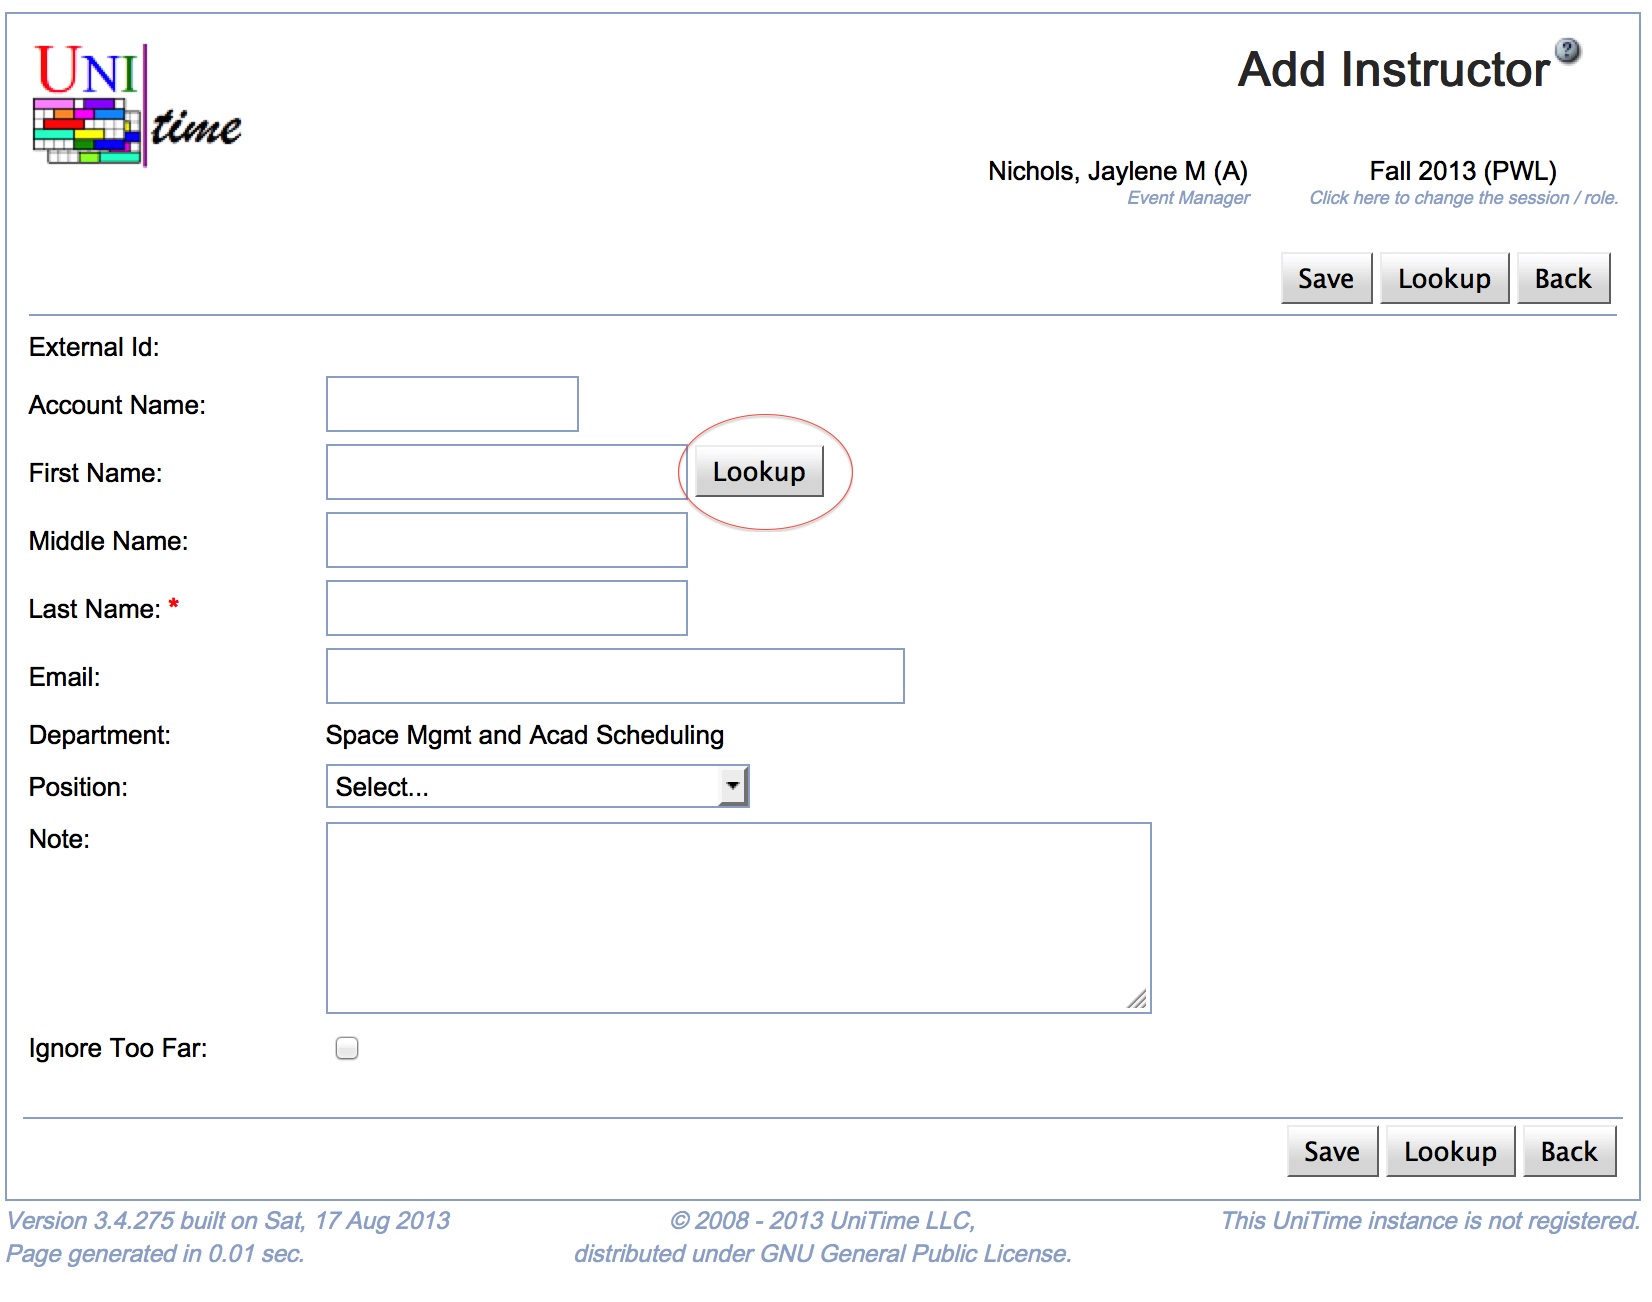 UNI
time
Add Instructor
Nichols, Jaylene M (A)
Fall 2013 (PWL)
Event Manager
Click here to change the session / role.
Save Lookup Back
External Id:
Account Name:
First Name: Lookup
Middle Name:
Last Name: *
Email:
Department: Space Mgmt and Acad Scheduling
Position: Select...
Note:
Ignore Too Far:
Save Lookup Back
Version 3.4.275 built on Sat, 17 Aug 2013
© 2008 - 2013 UniTime LLC,
This UniTime instance is not registered.
Page generated in 0.01 sec.
distributed under GNU General Public License.